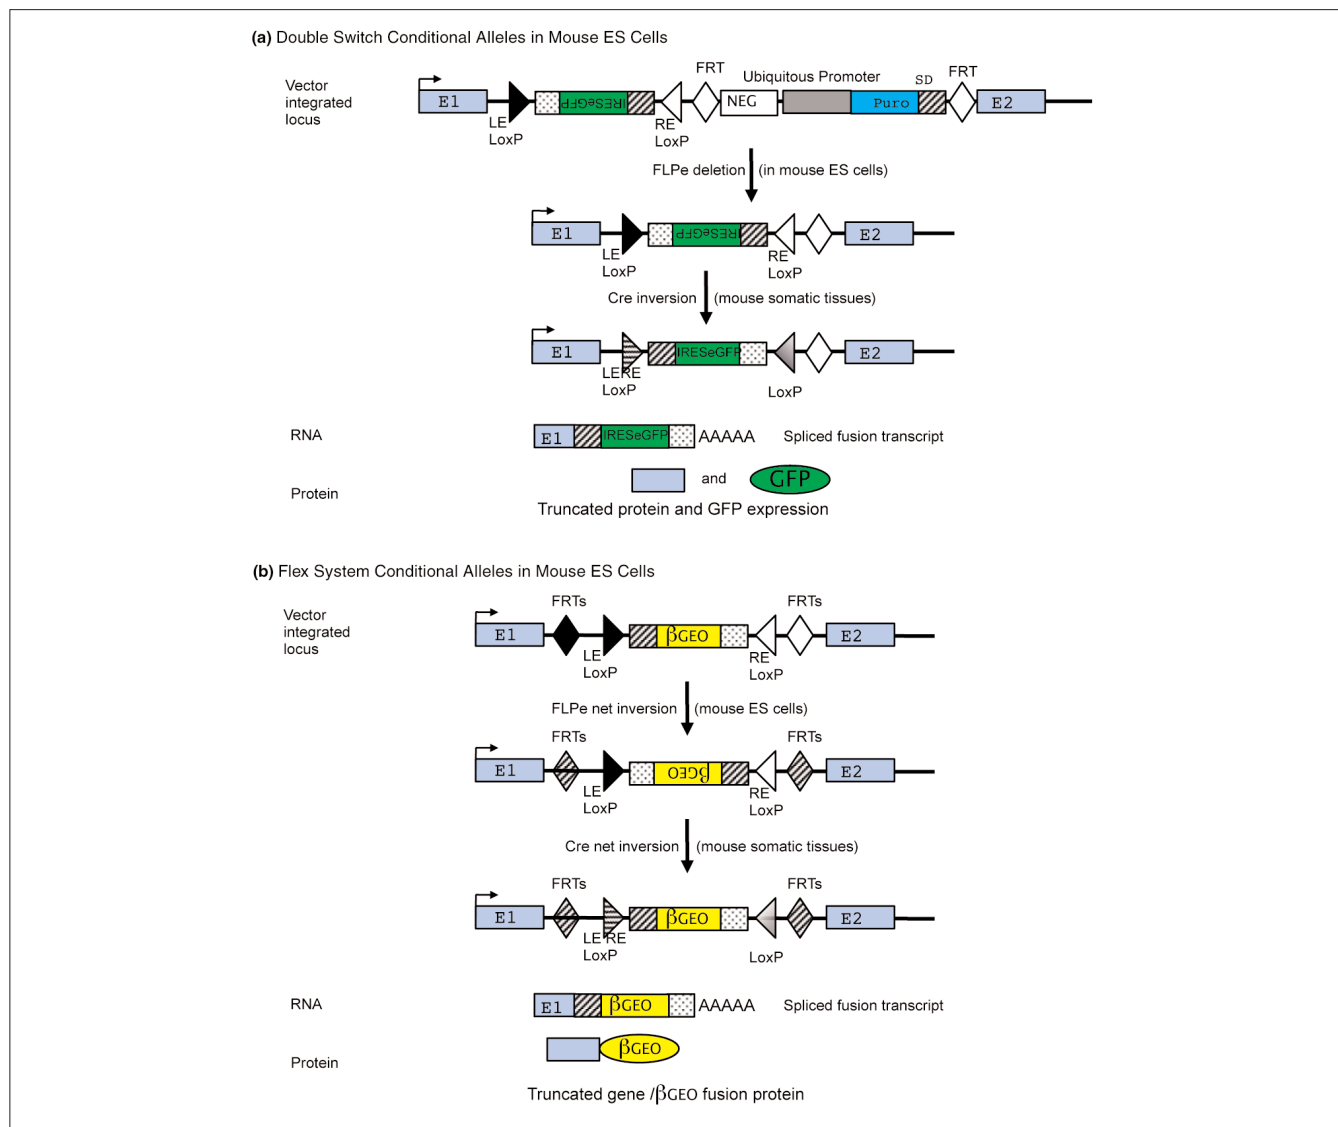 (a) Double Switch Conditional Alleles in Mouse ES Cells
Vector
integrated
locus
FRT
Ubiquitous Promoter
SD
FRT
E1
IRESeGFP
NEG
Puro
E2
LE
LoxP
RE
LoxP
FLPe deletion
(in mouse ES cells)
E1
IRESeGFP
E2
LE
LoxP
RE
LoxP
Cre inversion
(mouse somatic tissues)
E1
IRESeGFP
E2
LERE
LoxP
LoxP
RNA
E1
IRESeGFP
AAAAA
Spliced fusion transcript
Protein
and
GFP
Truncated protein and GFP expression
(b) Flex System Conditional Alleles in Mouse ES Cells
Vector
integrated
locus
FRTs
FRTs
E1
βGEO
E2
LE
LoxP
RE
LoxP
FLPe net inversion
(mouse ES cells)
FRTs
FRTs
E1
βGEO
E2
LE
LoxP
RE
LoxP
Cre net inversion
(mouse somatic tissues)
FRTs
FRTs
E1
βGEO
E2
LE RE
LoxP
LoxP
RNA
E1
βGEO
AAAAA
Spliced fusion transcript
Protein
βGEO
Truncated gene /βGEO fusion protein